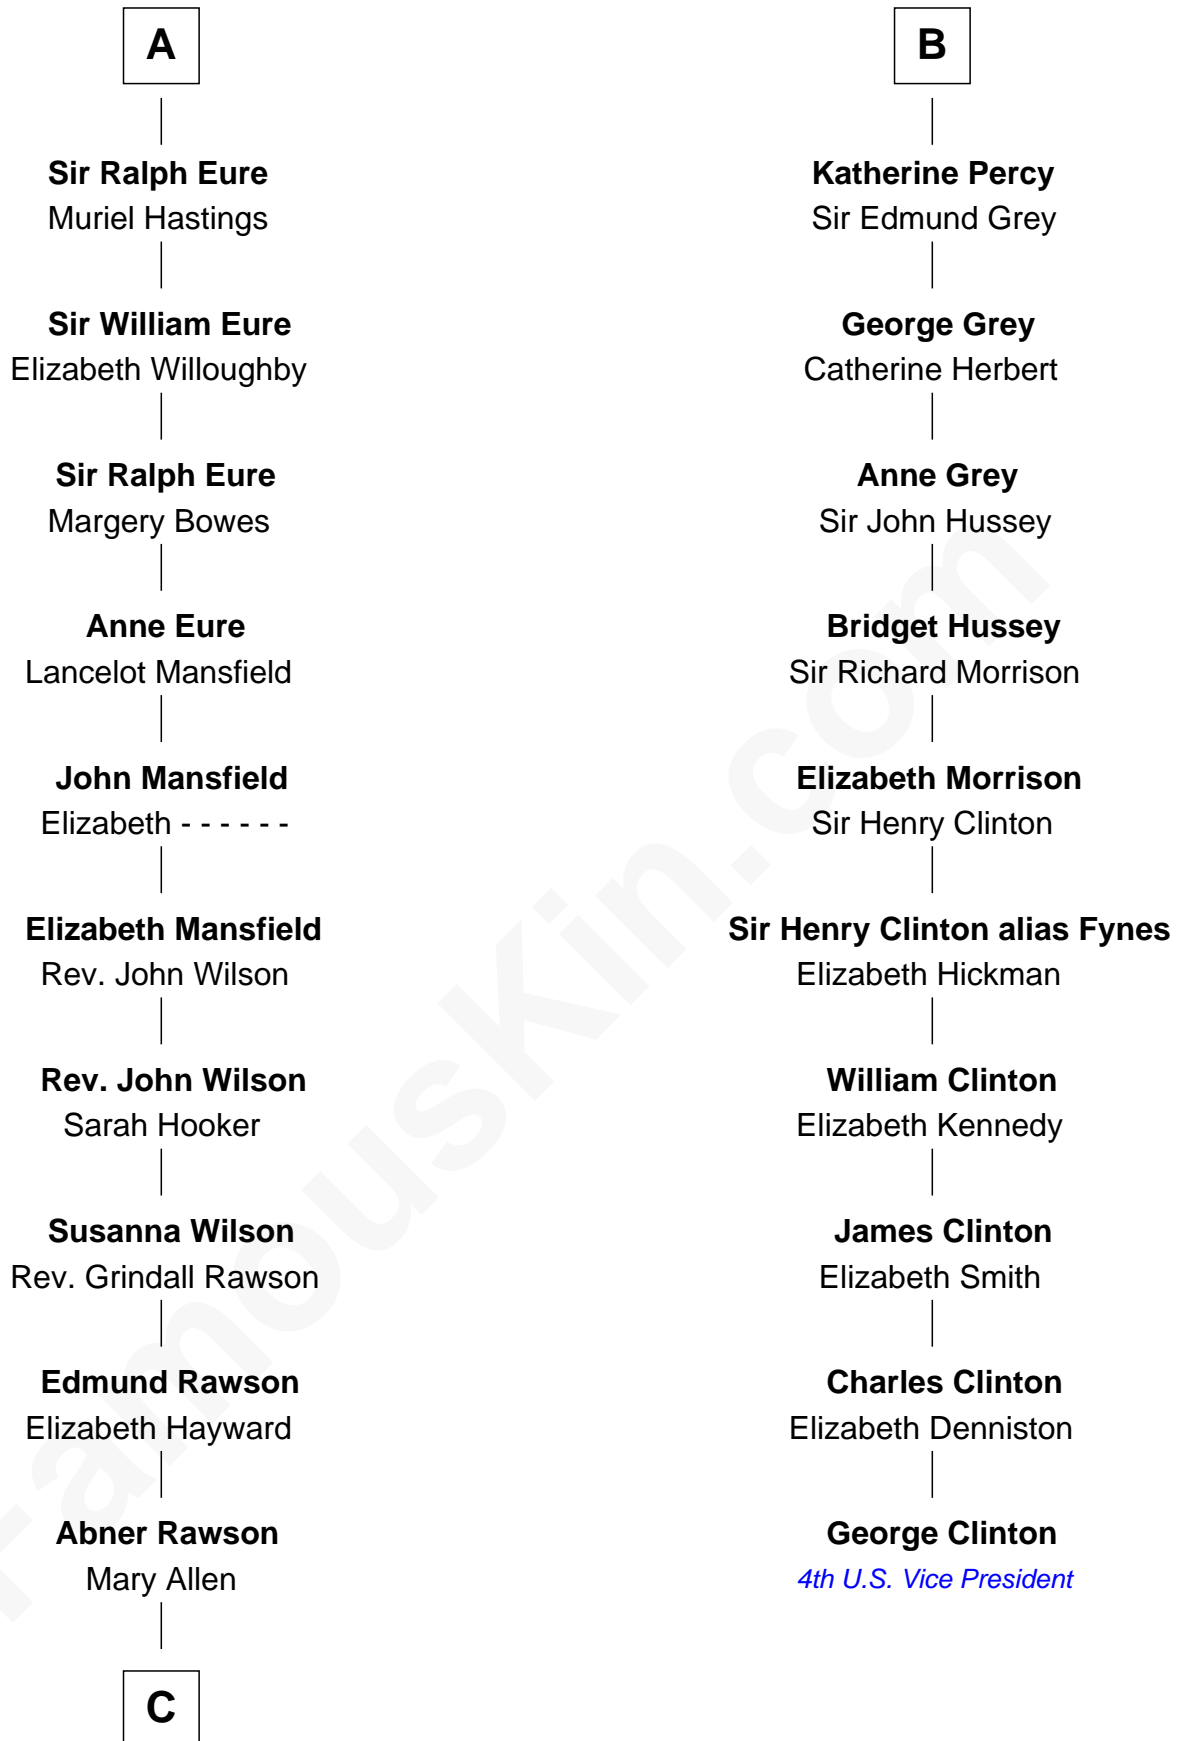 A
Sir Ralph Eure
Muriel Hastings
Sir William Eure
Elizabeth Willoughby
Sir Ralph Eure
Margery Bowes
Anne Eure
Lancelot Mansfield
John Mansfield
Elizabeth - - - - - -
Elizabeth Mansfield
Rev. John Wilson
Rev. John Wilson
Sarah Hooker
Susanna Wilson
Rev. Grindall Rawson
Edmund Rawson
Elizabeth Hayward
Abner Rawson
Mary Allen
C
B
Katherine Percy
Sir Edmund Grey
George Grey
Catherine Herbert
Anne Grey
Sir John Hussey
Bridget Hussey
Sir Richard Morrison
Elizabeth Morrison
Sir Henry Clinton
Sir Henry Clinton alias Fynes
Elizabeth Hickman
William Clinton
Elizabeth Kennedy
James Clinton
Elizabeth Smith
Charles Clinton
Elizabeth Denniston
George Clinton
4th U.S. Vice President
FamousKin.com